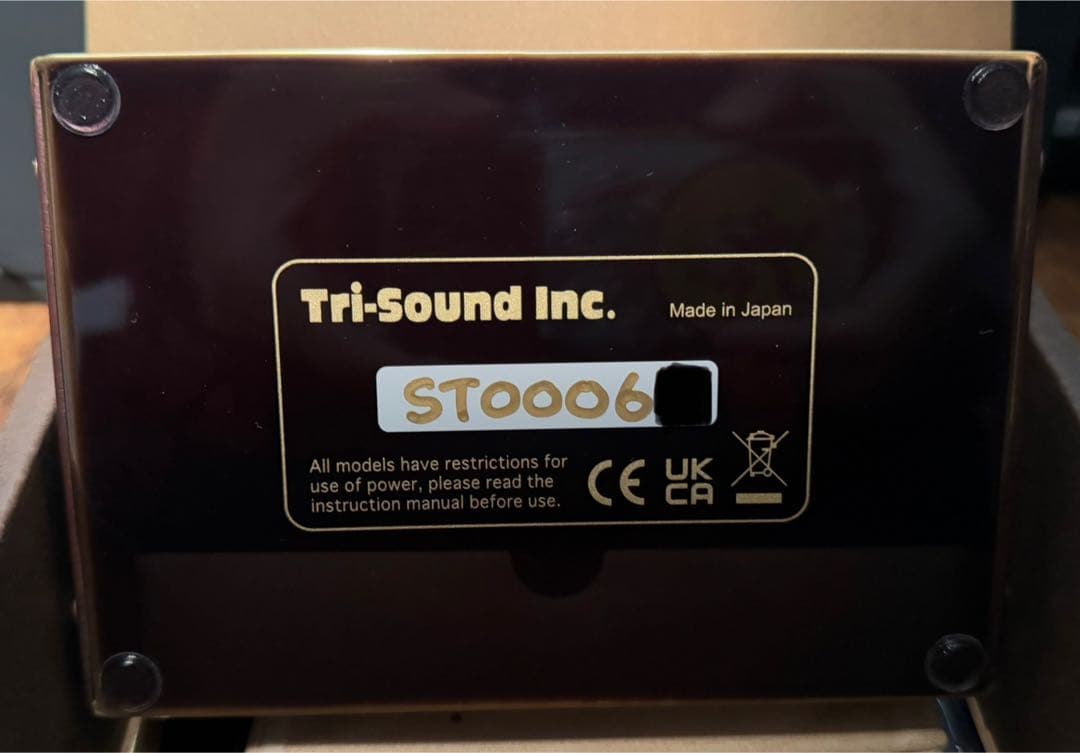 Tri-Sound Inc.
Made in Japan
ST0006
All models have restrictions for
use of power, please read the
instruction manual before use.
CE
UK
CA